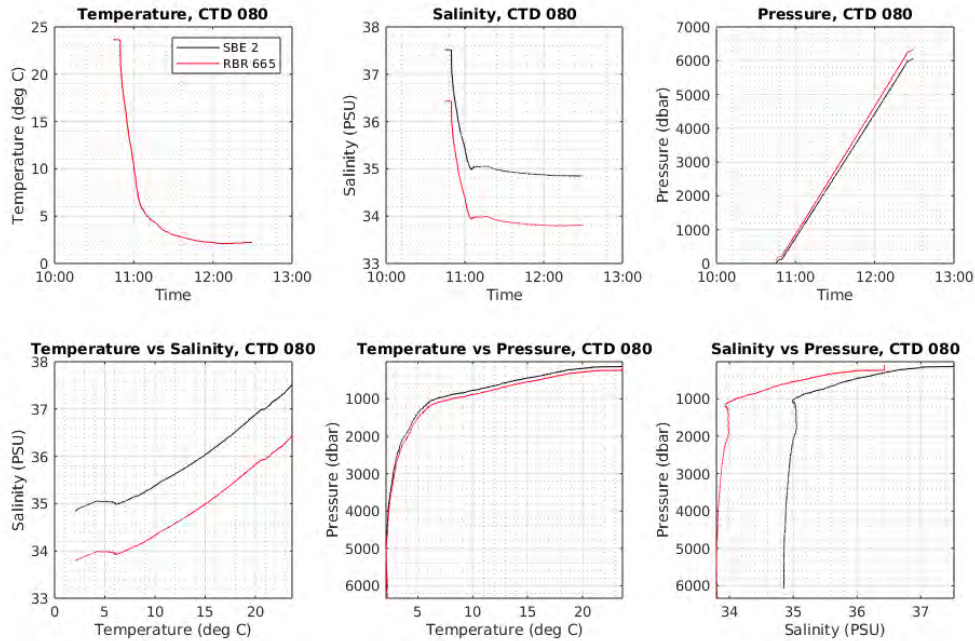 Temperature, CTD 080
25
20
15
10
5
0
Temperature (deg C)
SBE 2
RBR 665
10:00 11:00 12:00 13:00
Time
Salinity, CTD 080
38
37
36
35
34
33
Salinity (PSU)
10:00 11:00 12:00 13:00
Time
Pressure, CTD 080
7000
6000
5000
4000
3000
2000
1000
0
Pressure (dbar)
10:00 11:00 12:00 13:00
Time
Temperature vs Salinity, CTD 080
38
37
36
35
34
33
Salinity (PSU)
0 5 10 15 20
Temperature (deg C)
Temperature vs Pressure, CTD 080
1000
2000
3000
4000
5000
6000
Pressure (dbar)
5 10 15 20
Temperature (deg C)
Salinity vs Pressure, CTD 080
1000
2000
3000
4000
5000
6000
Pressure (dbar)
34 35 36 37
Salinity (PSU)